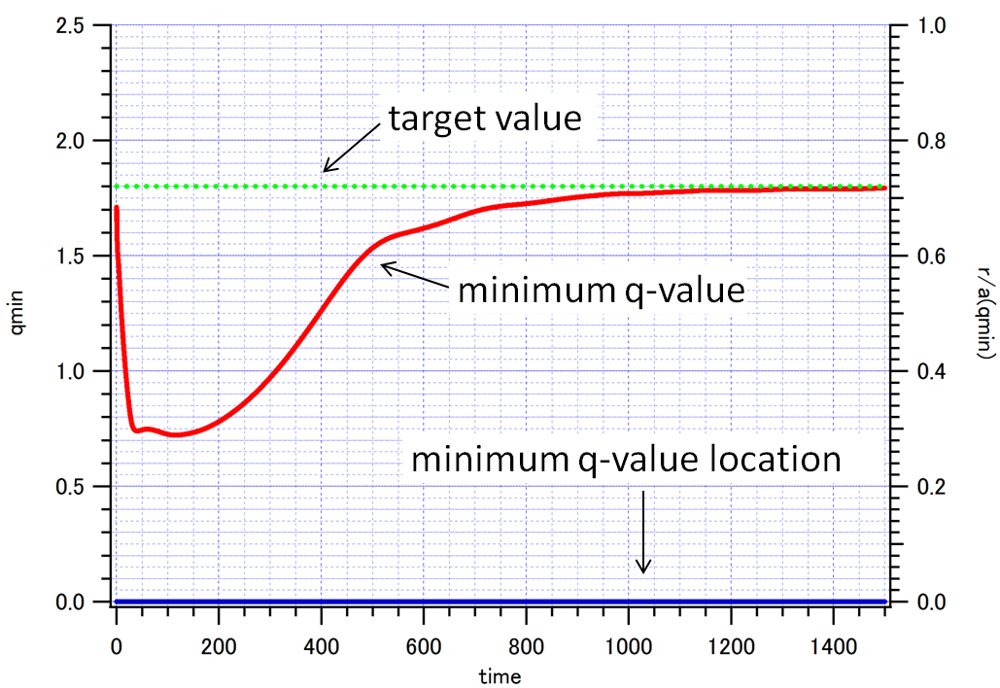 2.5
2.0
1.5
1.0
0.5
0.0
qmin
target value
minimum q-value
minimum q-value location
1.0
0.8
0.6
0.4
0.2
0.0
r/a(qmin)
0 200 400 600 800 1000 1200 1400
time